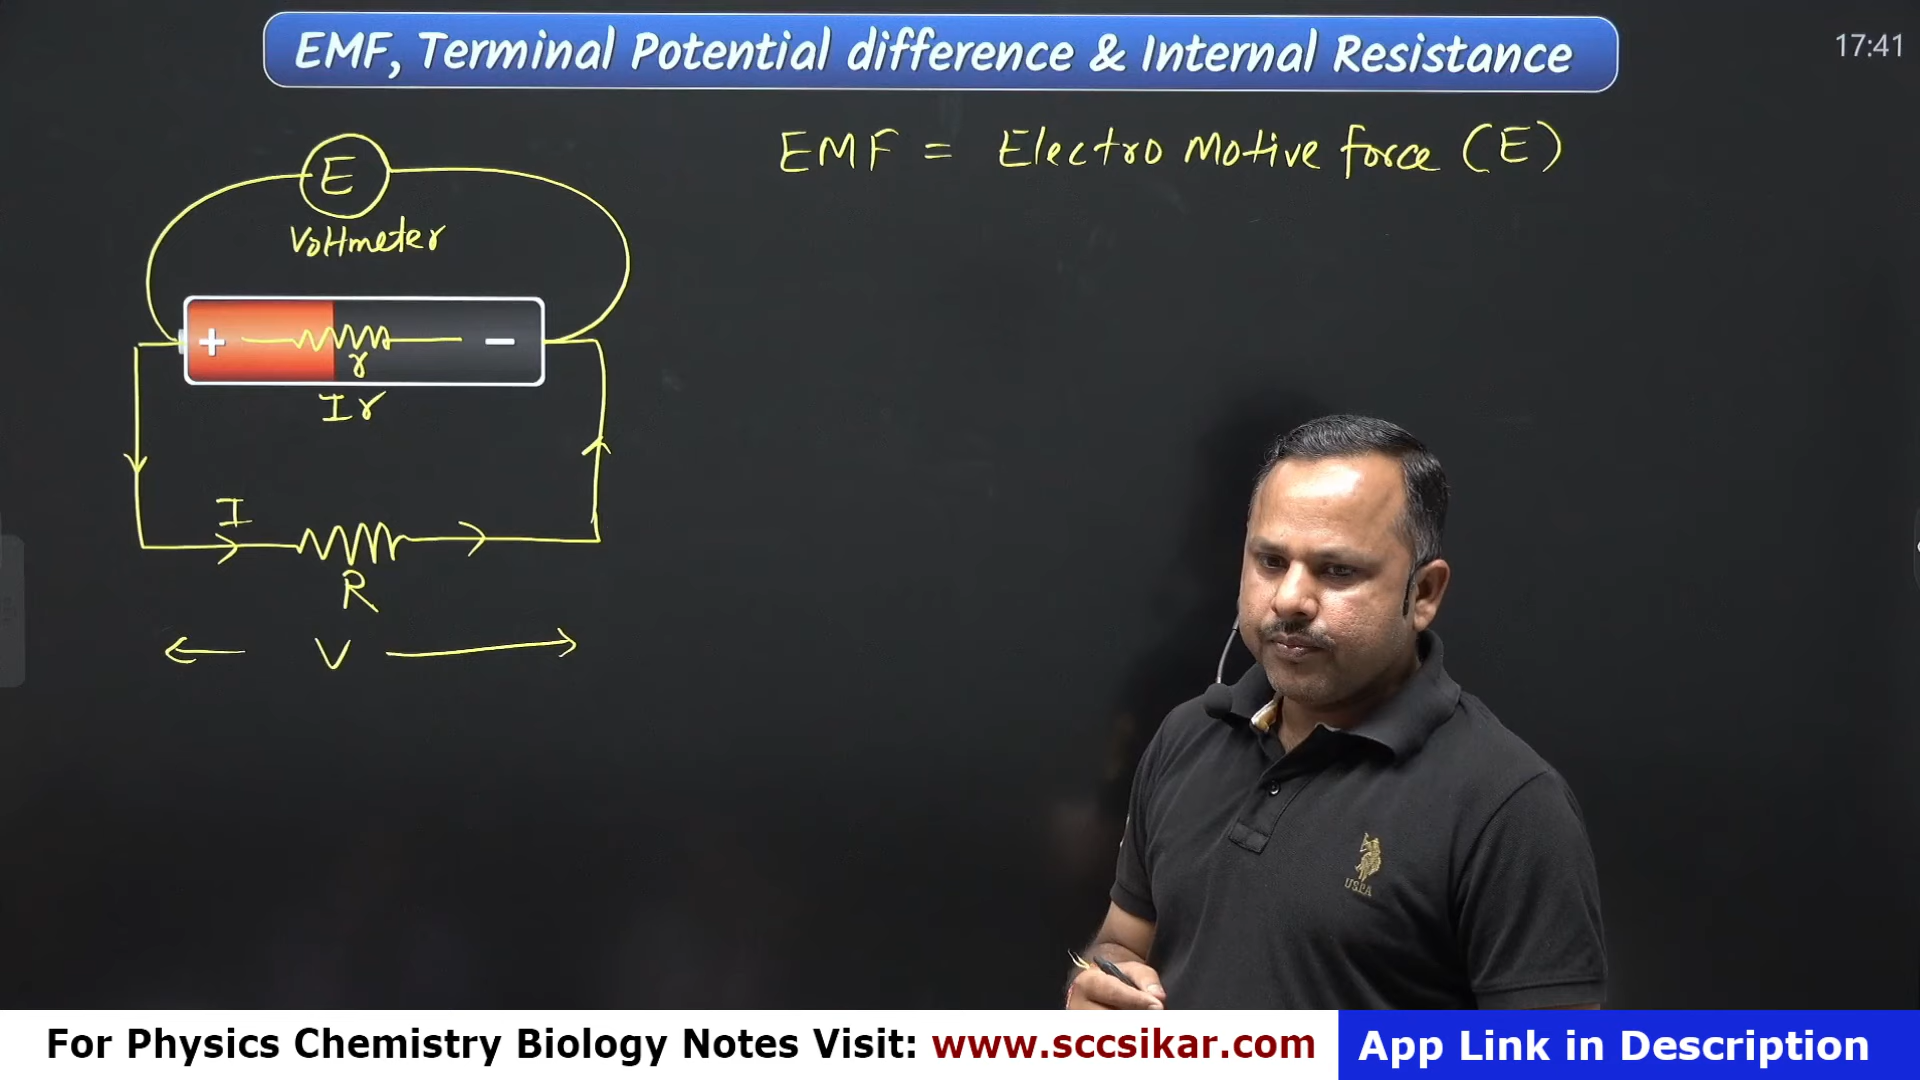 EMF, Terminal Potential difference & Internal Resistance
17:41
EMF = Electro Motive force (E)
E
Voltmeter
+ −
r
Ir
I
R
V
USPA
For Physics Chemistry Biology Notes Visit: www.sccsikar.com
App Link in Description